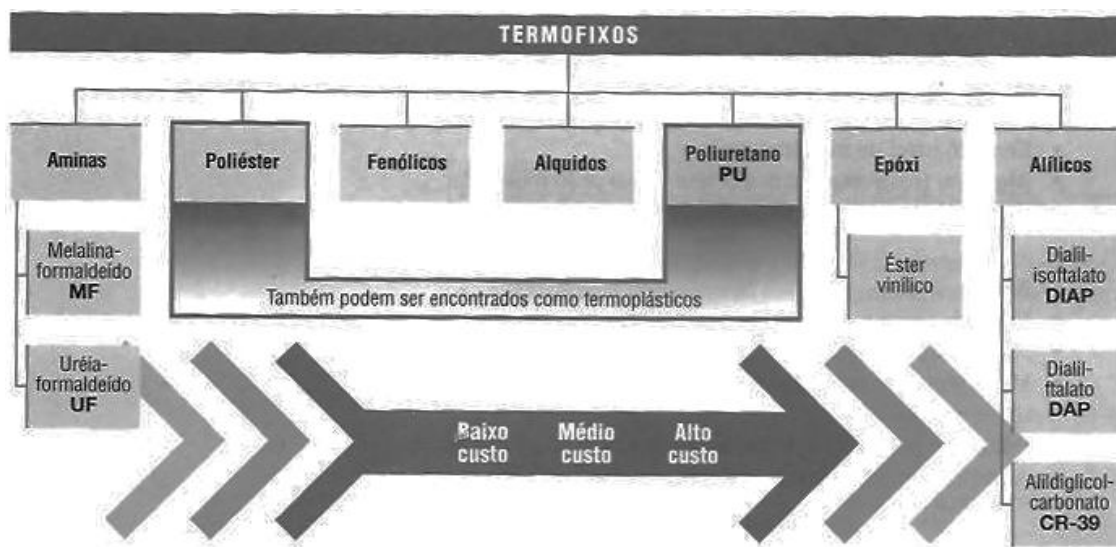 TERMOFIXOS
Aminas
Poliéster
Fenólicos
Alquidos
Poliuretano
PU
Epóxi
Alílicos
Melalina-
formaldeído
MF
Uréia-
formaldeído
UF
Também podem ser encontrados como termoplásticos
Éster
vinílico
Dialil-
isoftalato
DIAP
Dialil-
ftalato
DAP
Alildiglicol-
carbonato
CR-39
Baixo
custo
Médio
custo
Alto
custo